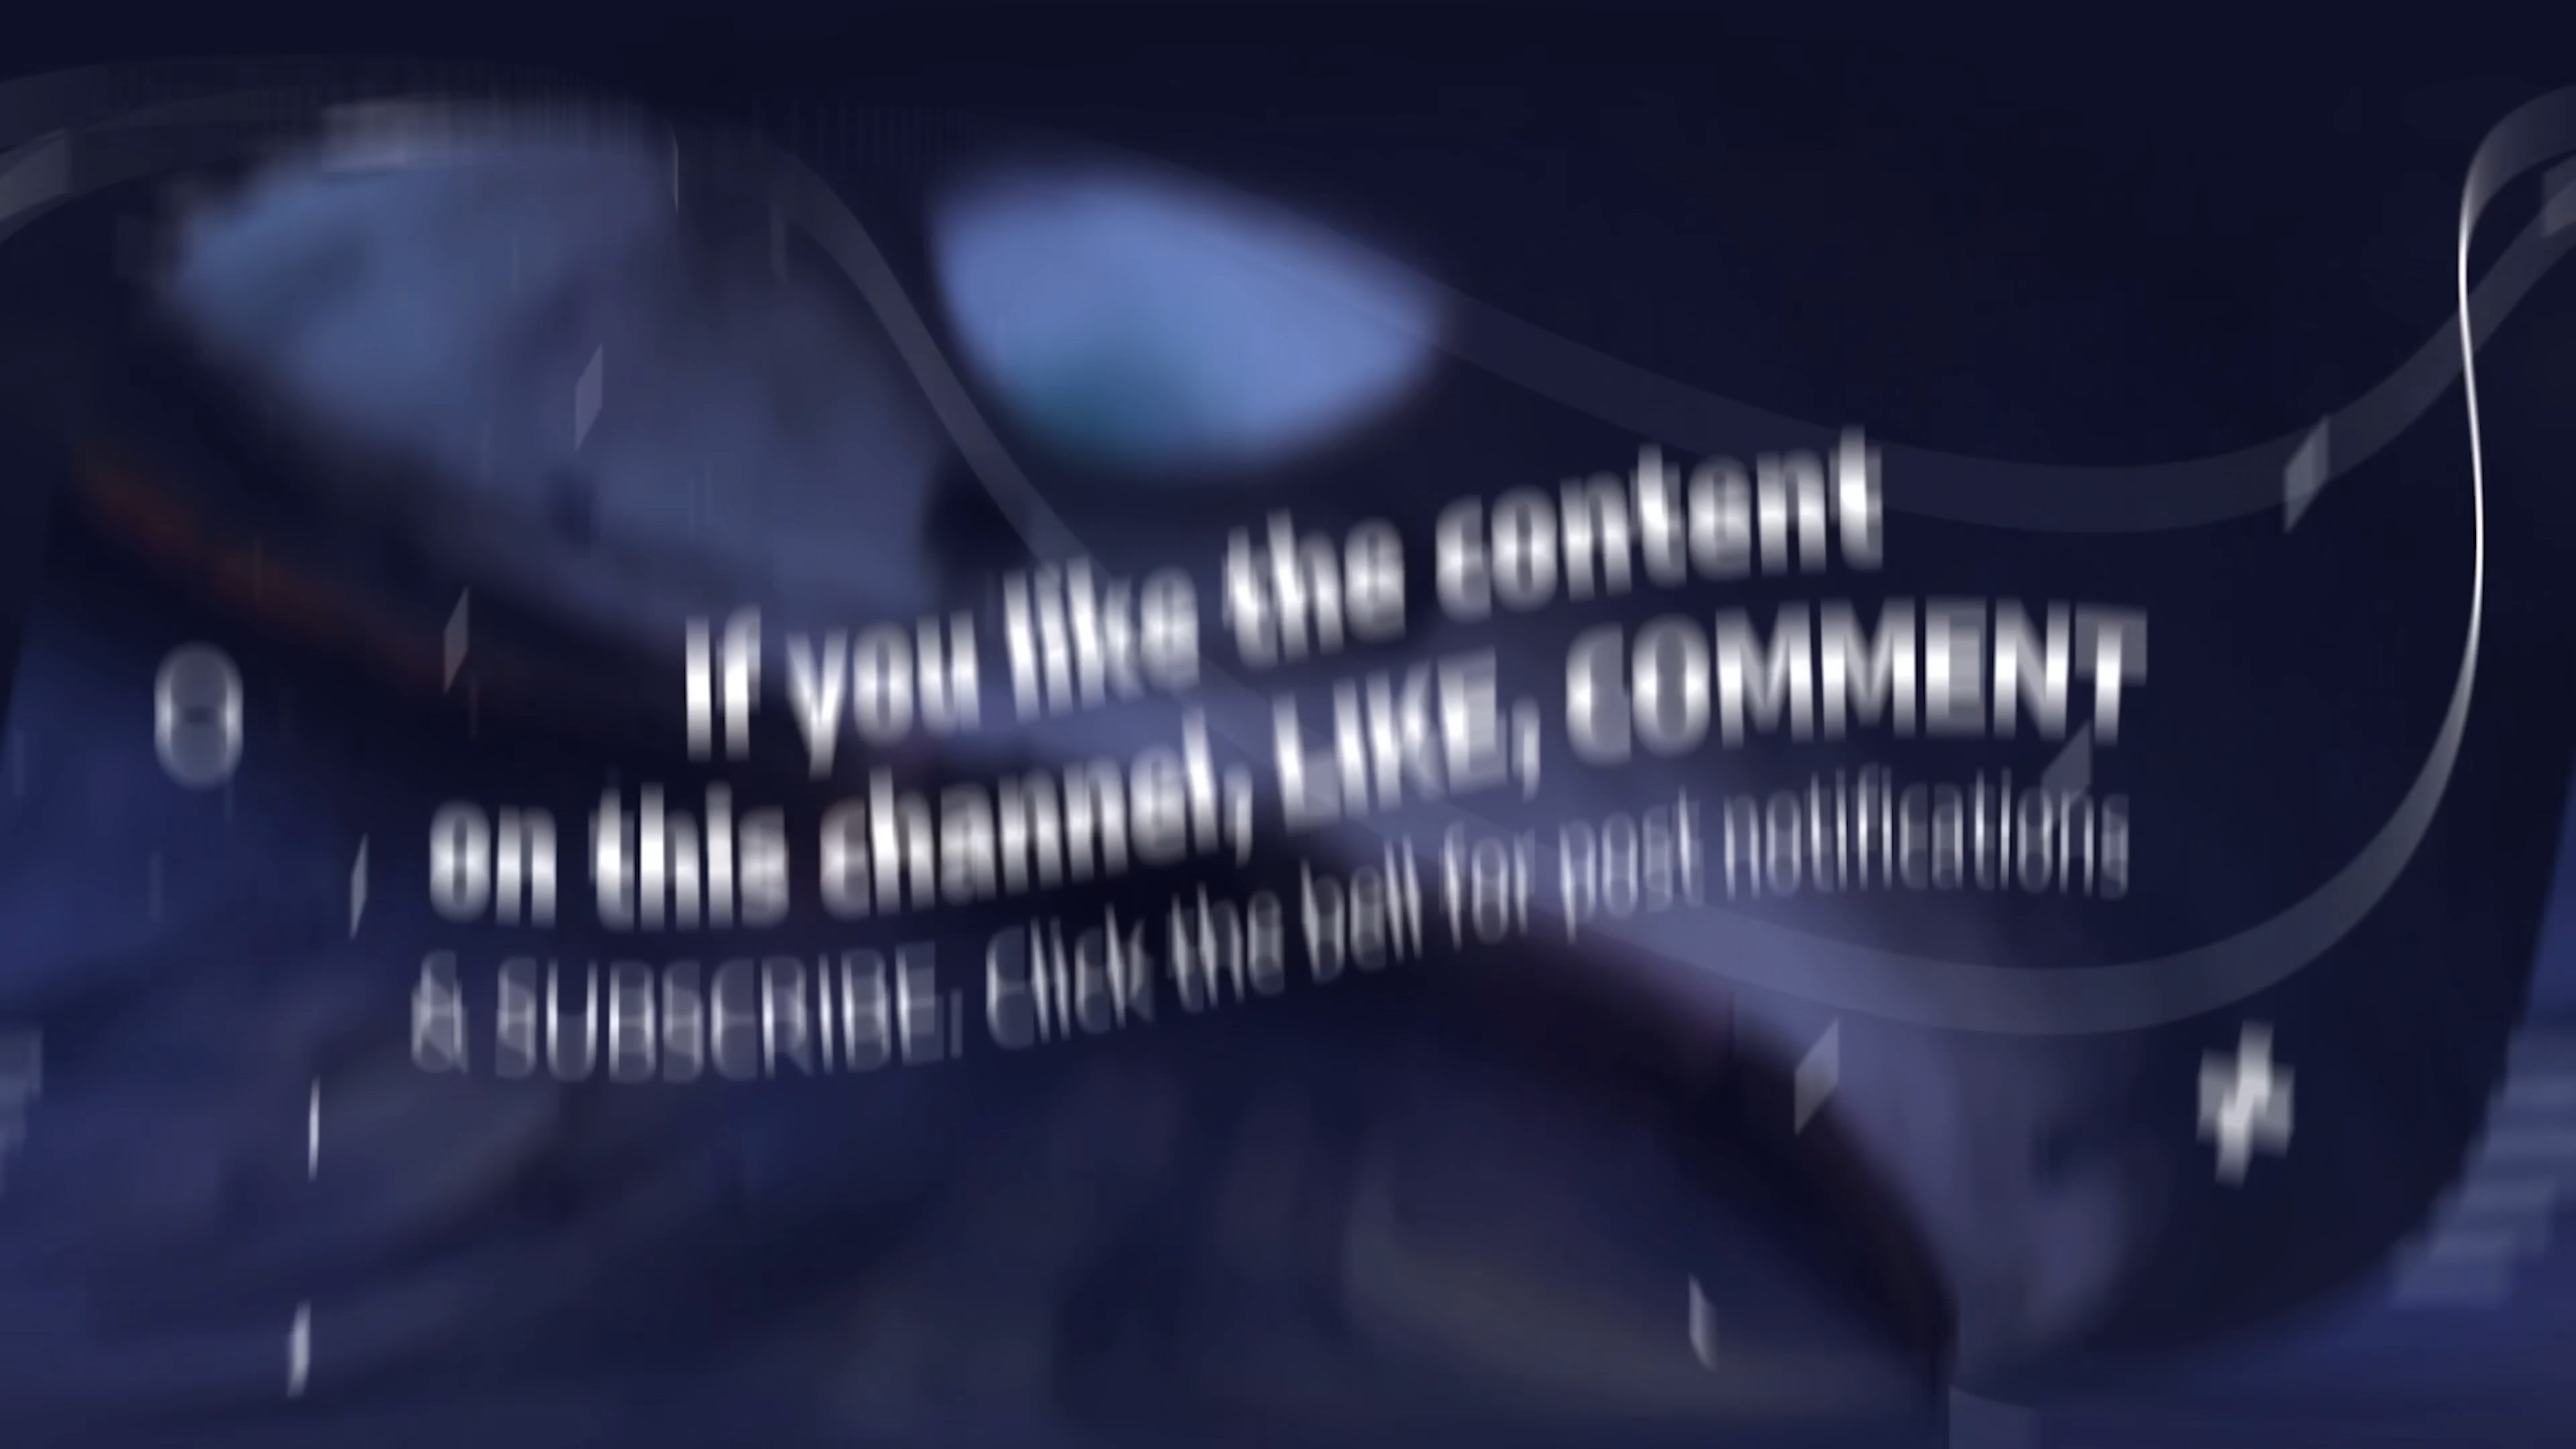 If you like the content
on this channel, LIKE, COMMENT
& SUBSCRIBE, Click the bell for post notifications